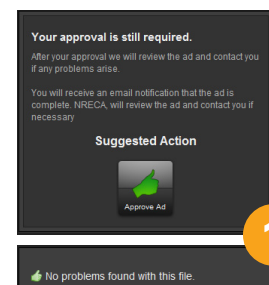 Your approval is still required.
After your approval we will review the ad and contact you
if any problems arise.
You will receive an email notification that the ad is
complete. NRECA, will review the ad and contact you if
necessary
Suggested Action
Approve Ad
No problems found with this file.